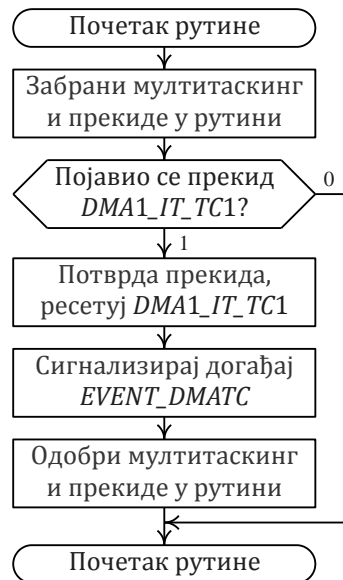 Почетак рутине
Забрани мултитаскинг
и прекиде у рутини
Појавио се прекид
DMA1_IT_TC1?
0
1
Потврда прекида,
ресетуј DMA1_IT_TC1
Сигнализирај догађај
EVENT_DMATC
Одобри мултитаскинг
и прекиде у рутини
Почетак рутине